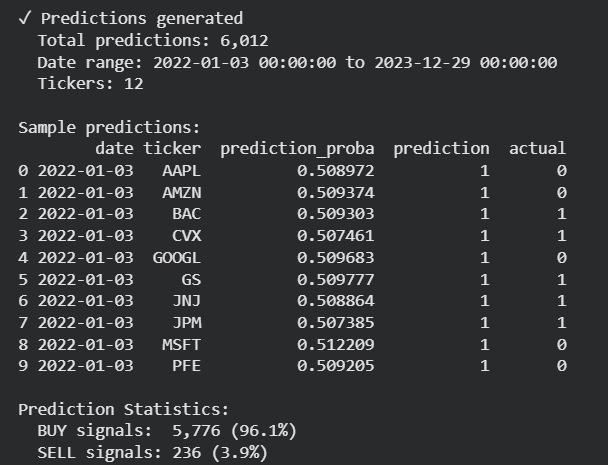 ✓ Predictions generated
Total predictions: 6,012
Date range: 2022-01-03 00:00:00 to 2023-12-29 00:00:00
Tickers: 12
Sample predictions:
date ticker prediction_proba prediction actual
0 2022-01-03 AAPL 0.508972 1 0
1 2022-01-03 AMZN 0.509374 1 0
2 2022-01-03 BAC 0.509303 1 1
3 2022-01-03 CVX 0.507461 1 1
4 2022-01-03 GOOGL 0.509683 1 0
5 2022-01-03 GS 0.509777 1 1
6 2022-01-03 JNJ 0.508864 1 1
7 2022-01-03 JPM 0.507385 1 1
8 2022-01-03 MSFT 0.512209 1 0
9 2022-01-03 PFE 0.509205 1 0
Prediction Statistics:
BUY signals: 5,776 (96.1%)
SELL signals: 236 (3.9%)